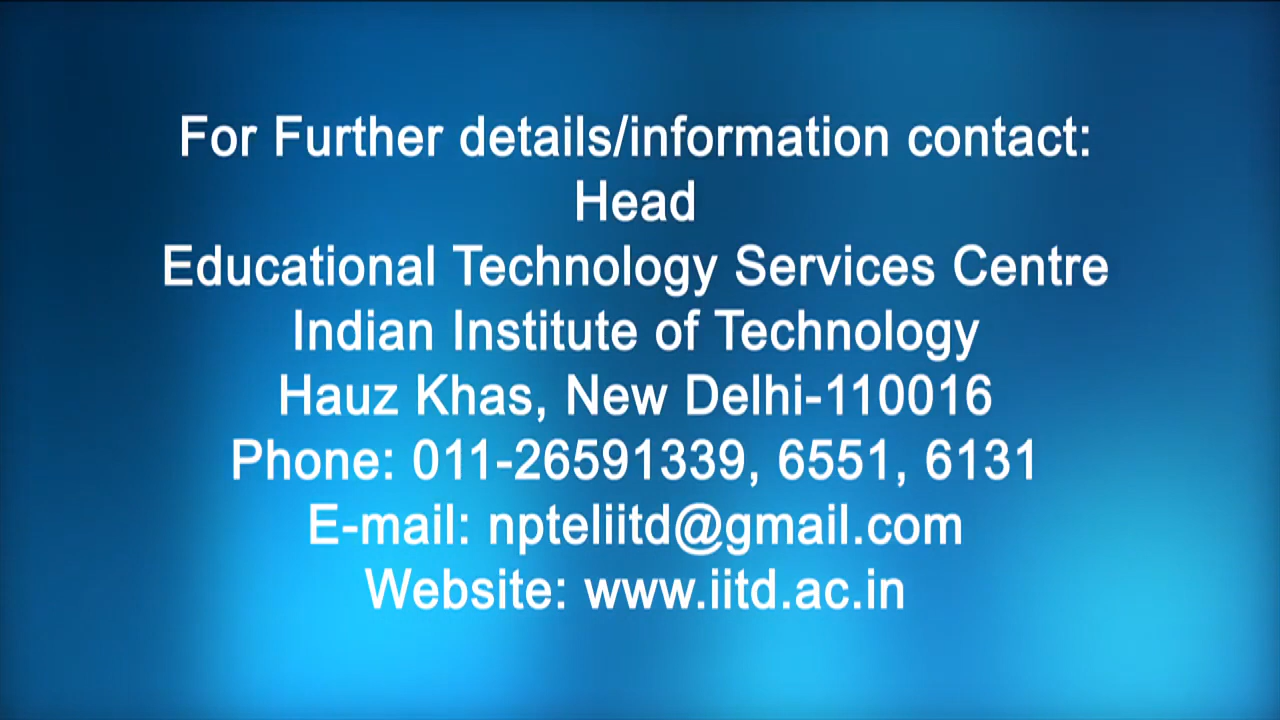 For Further details/information contact:
Head
Educational Technology Services Centre
Indian Institute of Technology
Hauz Khas, New Delhi-110016
Phone: 011-26591339, 6551, 6131
E-mail: npteliitd@gmail.com
Website: www.iitd.ac.in